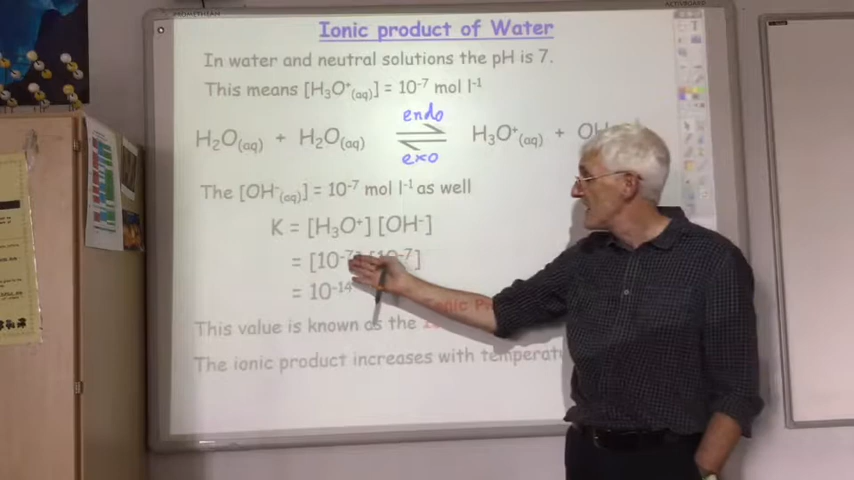 Ionic product of Water
In water and neutral solutions the pH is 7.
This means [H₃O⁺(aq)] = 10⁻⁷ mol l⁻¹
endo
H₂O(aq) + H₂O(aq) ⇌ H₃O⁺(aq) + OH
exo
The [OH⁻(aq)] = 10⁻⁷ mol l⁻¹ as well
K = [H₃O⁺] [OH⁻]
= [10⁻⁷] [10⁻⁷]
= 10⁻¹⁴
This value is known as the Ionic
The ionic product increases with